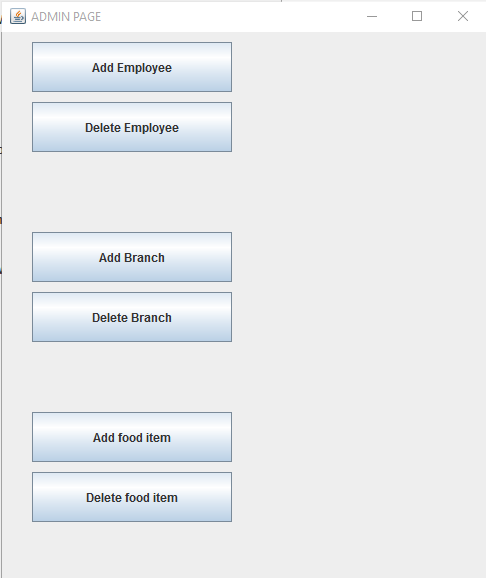 ADMIN PAGE
Add Employee
Delete Employee
Add Branch
Delete Branch
Add food item
Delete food item